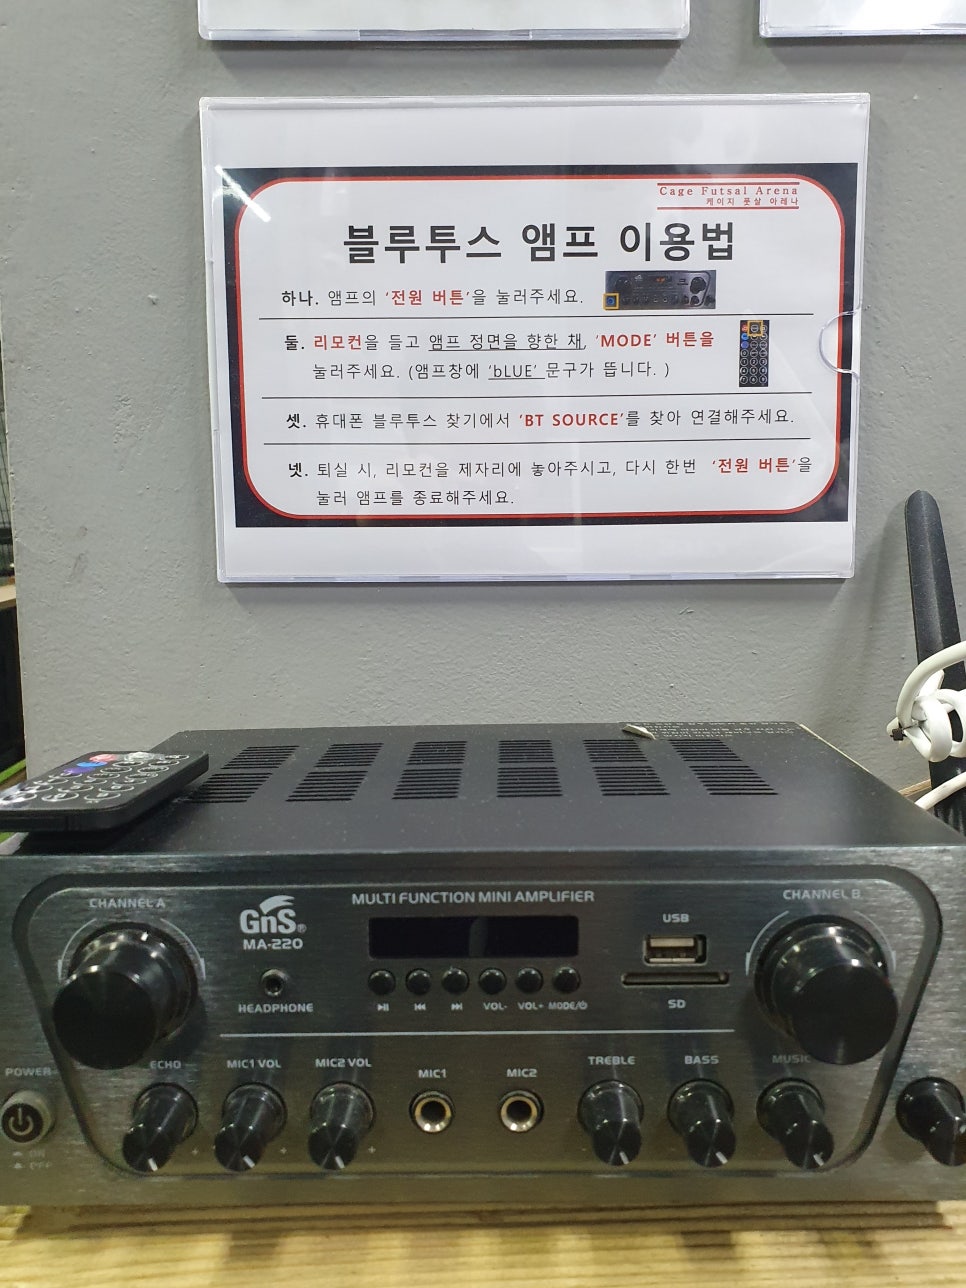 Cage Futsal Arena
케이지 풋살 아레나
블루투스 앰프 이용법
하나. 앰프의 '전원 버튼'을 눌러주세요.
둘. 리모컨을 들고 앰프 정면을 향한 채, 'MODE' 버튼을
눌러주세요. (앰프창에 'bLUE' 문구가 뜹니다. )
셋. 휴대폰 블루투스 찾기에서 'BT SOURCE'를 찾아 연결해주세요.
넷. 퇴실 시, 리모컨을 제자리에 놓아주시고, 다시 한번 '전원 버튼'을
눌러 앰프를 종료해주세요.
CHANNEL A
GnS®
MA-220
HEADPHONE
MULTI FUNCTION MINI AMPLIFIER
VOL- VOL+ MODE/
USB
SD
CHANNEL B
POWER
ON
OFF
ECHO
MIC1 VOL
MIC2 VOL
MIC1
MIC2
TREBLE
BASS
MUSIC